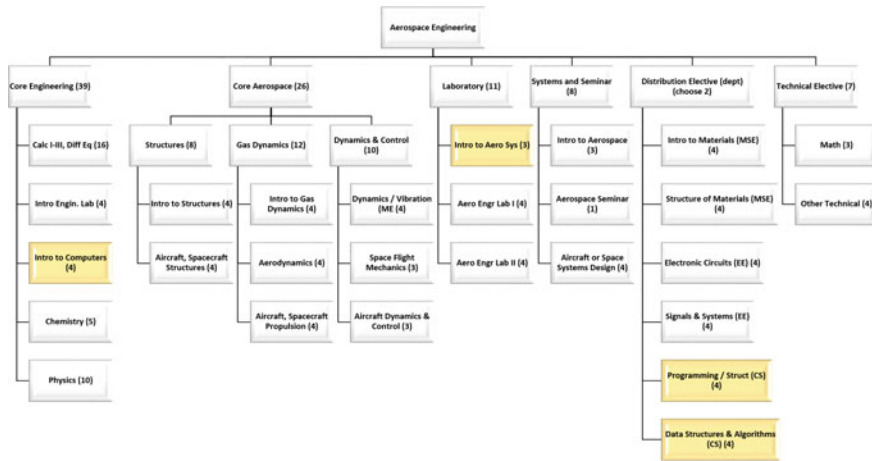 Aerospace Engineering
Core Engineering (39)
Core Aerospace (26)
Laboratory (11)
Systems and Seminar
(8)
Distribution Elective (dept)
(choose 2)
Technical Elective (7)
Calc I-III, Diff Eq (16)
Intro Engin. Lab (4)
Intro to Computers
(4)
Chemistry (5)
Physics (10)
Structures (8)
Intro to Structures (4)
Aircraft, Spacecraft
Structures (4)
Gas Dynamics (12)
Intro to Gas
Dynamics (4)
Aerodynamics (4)
Aircraft, Spacecraft
Propulsion (4)
Dynamics & Control
(10)
Dynamics / Vibration
(ME (4)
Space Flight
Mechanics (3)
Aircraft Dynamics &
Control (3)
Intro to Aero Sys (3)
Aero Engr Lab I (4)
Aero Engr Lab II (4)
Intro to Aerospace
(3)
Aerospace Seminar
(1)
Aircraft or Space
Systems Design (4)
Intro to Materials (MSE)
(4)
Structure of Materials (MSE)
(4)
Electronic Circuits (EE) (4)
Signals & Systems (EE)
(4)
Programming / Struct (CS)
(4)
Data Structures & Algorithms
(CS) (4)
Math (3)
Other Technical (4)